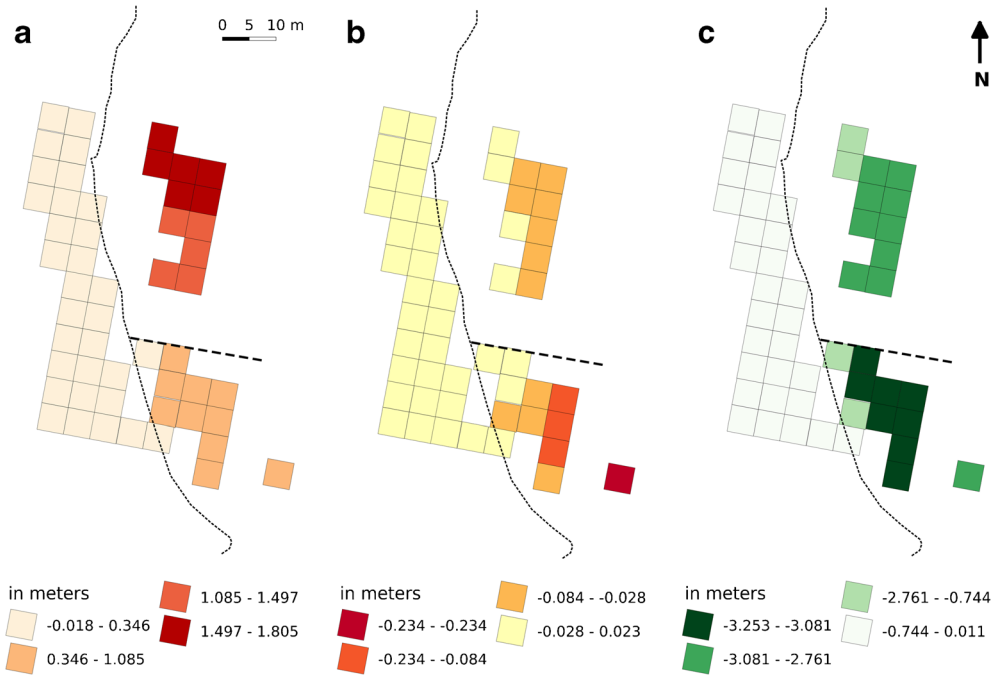 a
0 5 10 m
b
c
N
in meters
-0.018 - 0.346
0.346 - 1.085
1.085 - 1.497
1.497 - 1.805
in meters
-0.234 - -0.234
-0.234 - -0.084
-0.084 - -0.028
-0.028 - 0.023
in meters
-3.253 - -3.081
-3.081 - -2.761
-2.761 - -0.744
-0.744 - 0.011